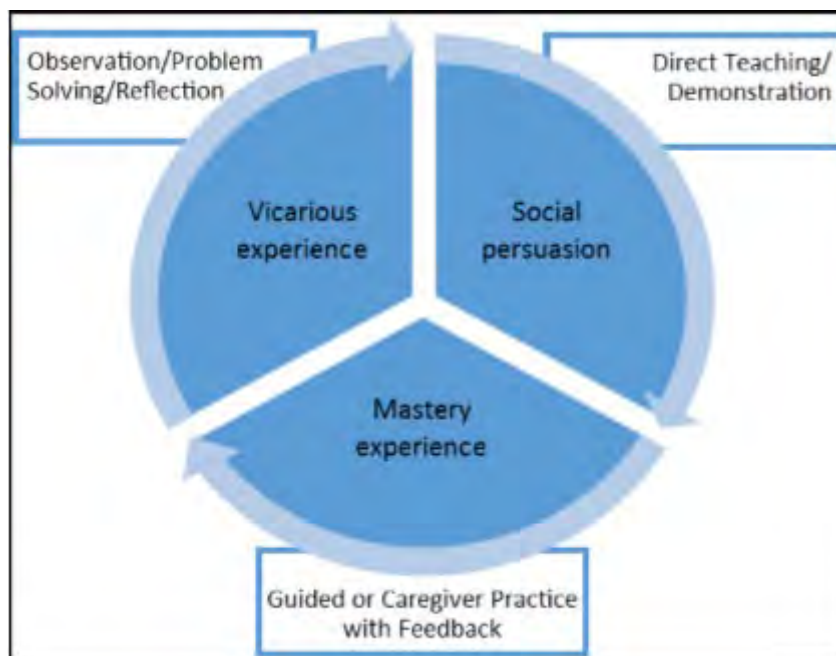 Observation/Problem
Solving/Reflection
Direct Teaching/
Demonstration
Vicarious
experience
Social
persuasion
Mastery
experience
Guided or Caregiver Practice
with Feedback